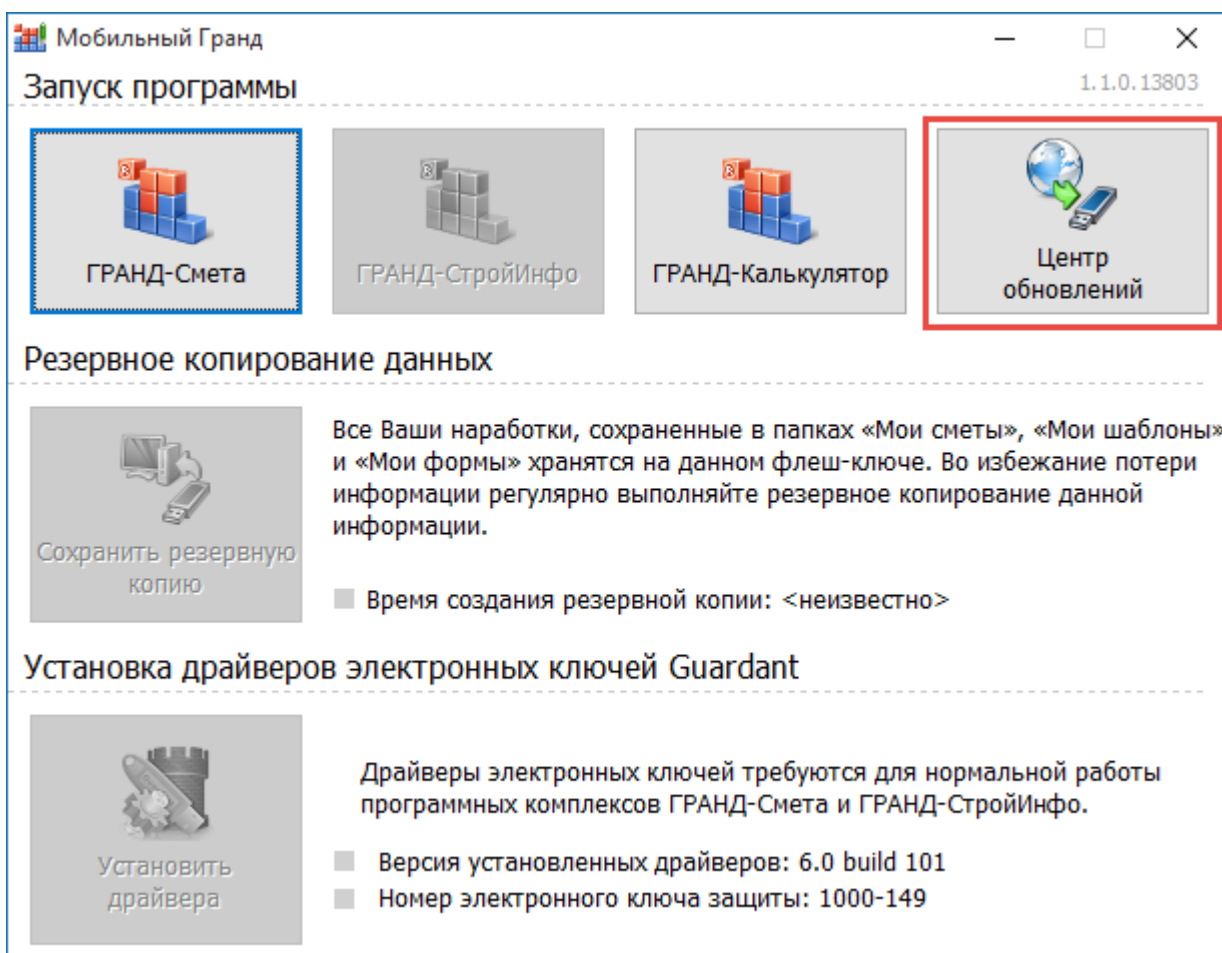 Мобильный Гранд
Запуск программы
1.1.0.13803
ГРАНД-Смета
ГРАНД-СтройИнфо
ГРАНД-Калькулятор
Центр
обновлений
Резервное копирование данных
Сохранить резервную
копию
Все Ваши наработки, сохраненные в папках «Мои сметы», «Мои шаблоны»
и «Мои формы» хранятся на данном флеш-ключе. Во избежание потери
информации регулярно выполняйте резервное копирование данной
информации.
Время создания резервной копии: <неизвестно>
Установка драйверов электронных ключей Guardant
Установить
драйвера
Драйверы электронных ключей требуются для нормальной работы
программных комплексов ГРАНД-Смета и ГРАНД-СтройИнфо.
Версия установленных драйверов: 6.0 build 101
Номер электронного ключа защиты: 1000-149